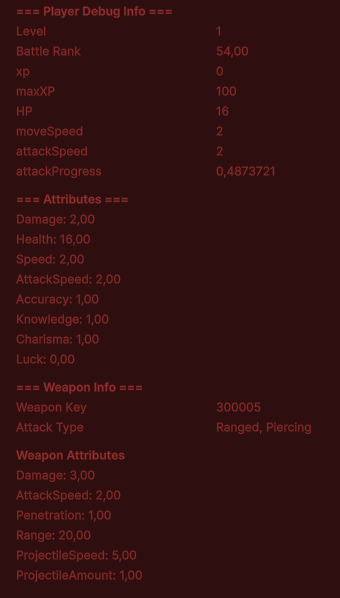 === Player Debug Info ===
Level 1
Battle Rank 54,00
xp 0
maxXP 100
HP 16
moveSpeed 2
attackSpeed 2
attackProgress 0,4873721
=== Attributes ===
Damage: 2,00
Health: 16,00
Speed: 2,00
AttackSpeed: 2,00
Accuracy: 1,00
Knowledge: 1,00
Charisma: 1,00
Luck: 0,00
=== Weapon Info ===
Weapon Key 300005
Attack Type Ranged, Piercing
Weapon Attributes
Damage: 3,00
AttackSpeed: 2,00
Penetration: 1,00
Range: 20,00
ProjectileSpeed: 5,00
ProjectileAmount: 1,00